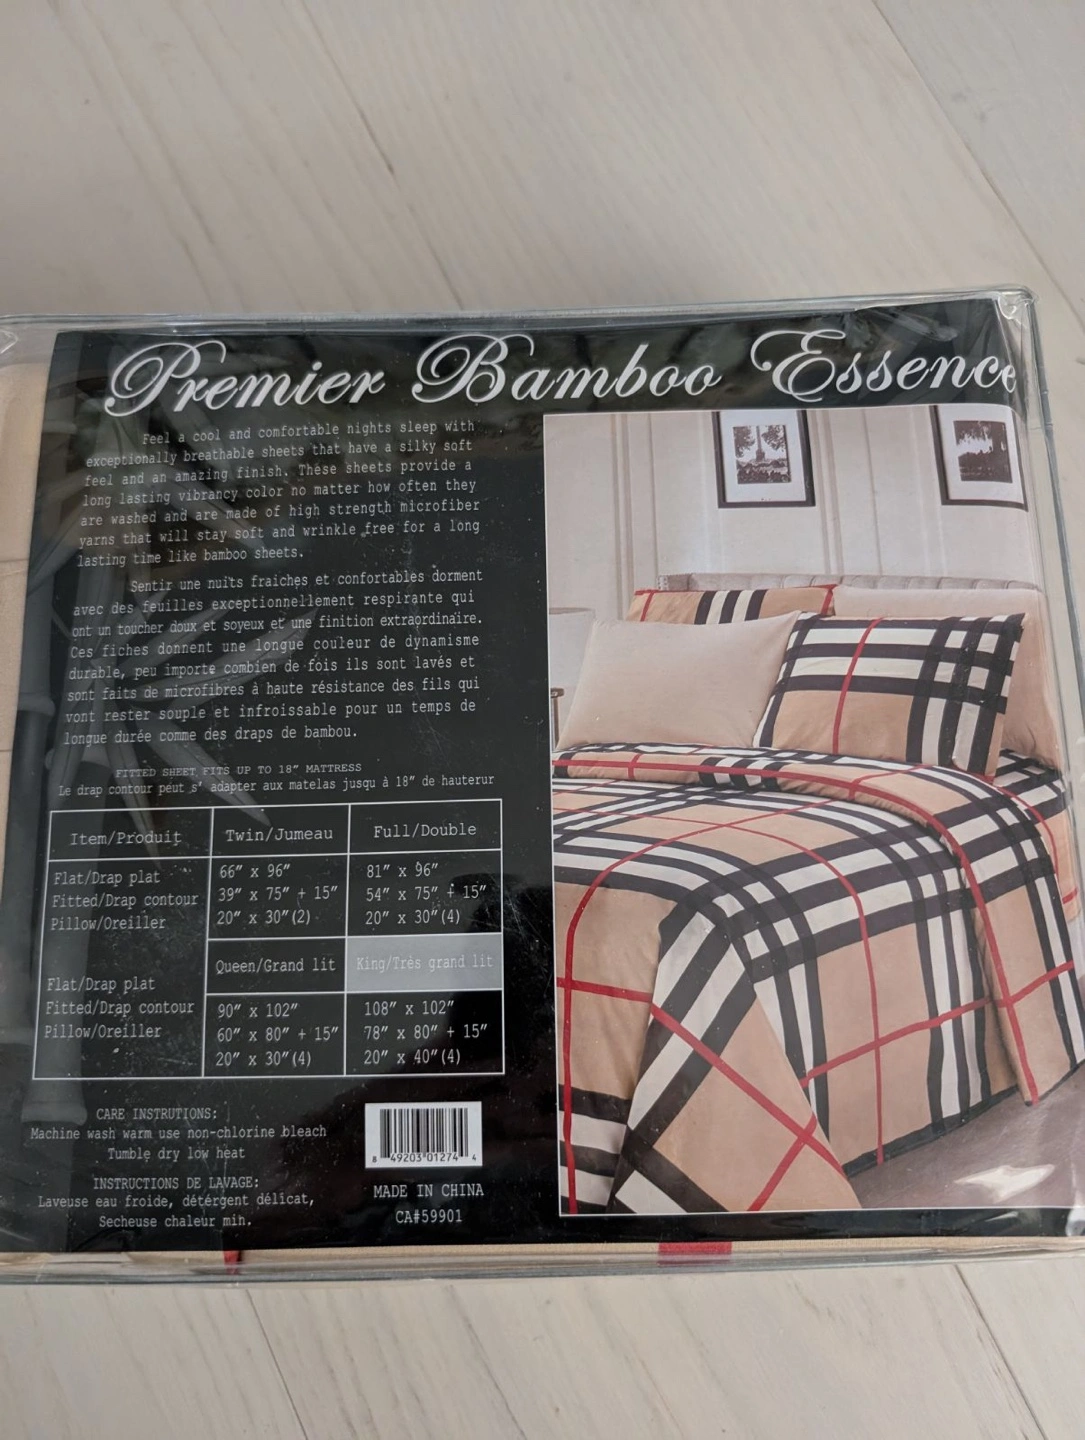 Premier Bamboo Essence
Feel a cool and comfortable nights sleep with
exceptionally breathable sheets that have a silky soft
feel and an amazing finish. These sheets provide a
long lasting vibrancy color no matter how often they
are washed and are made of high strength microfiber
yarns that will stay soft and wrinkle free for a long
lasting time like bamboo sheets.
Sentir une nuits fraiches et confortables dorment
avec des feuilles exceptionnellement respirante qui
ont un toucher doux et soyeux et une finition extraordinaire.
Ces fiches donnent une longue couleur de dynamisme
durable, peu importe combien de fois ils sont lavés et
sont faits de microfibres à haute résistance des fils qui
vont rester souple et infroissable pour un temps de
longue durée comme des draps de bambou.
FITTED SHEET FITS UP TO 18" MATTRESS
Le drap contour peut s' adapter aux matelas jusqu à 18" de hauterur
Item/Produit Twin/Jumeau Full/Double
Flat/Drap plat 66" x 96" 81" x 96"
Fitted/Drap contour 39" x 75" + 15" 54" x 75" + 15"
Pillow/Oreiller 20" x 30"(2) 20" x 30"(4)
Queen/Grand lit King/Très grand lit
Flat/Drap plat 90" x 102" 108" x 102"
Fitted/Drap contour 60" x 80" + 15" 78" x 80" + 15"
Pillow/Oreiller 20" x 30"(4) 20" x 40"(4)
CARE INSTRUTIONS:
Machine wash warm use non-chlorine bleach
Tumble dry low heat
INSTRUCTIONS DE LAVAGE:
Laveuse eau froide, détergent délicat,
Secheuse chaleur min.
8 49203 01274 4
MADE IN CHINA
CA#59901